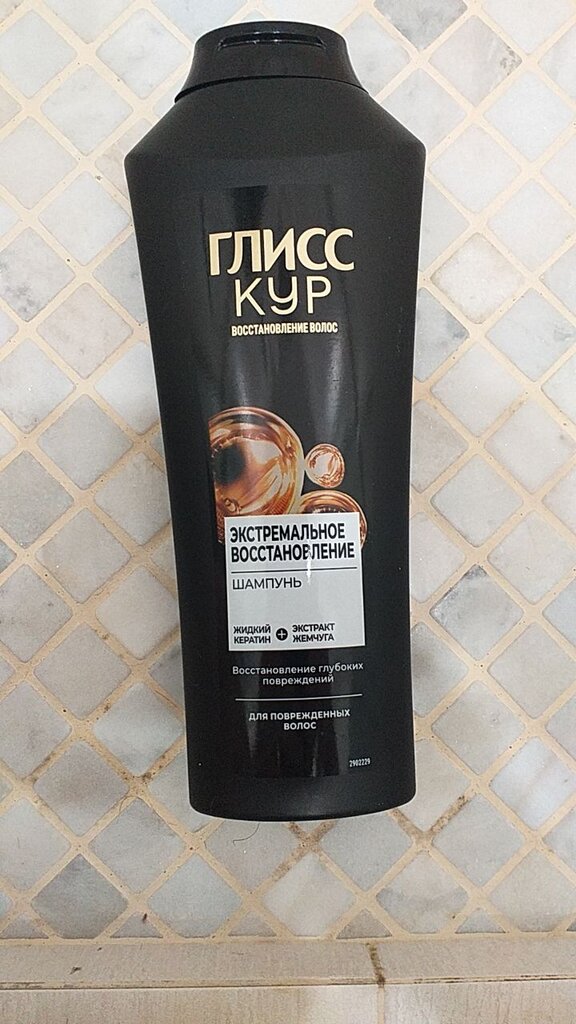 ГЛИСС
КУР
ВОССТАНОВЛЕНИЕ ВОЛОС
ЭКСТРЕМАЛЬНОЕ
ВОССТАНОВЛЕНИЕ
ШАМПУНЬ
ЖИДКИЙ КЕРАТИН + ЭКСТРАКТ ЖЕМЧУГА
Восстановление глубоких
повреждений
ДЛЯ ПОВРЕЖДЕННЫХ
ВОЛОС
2902229